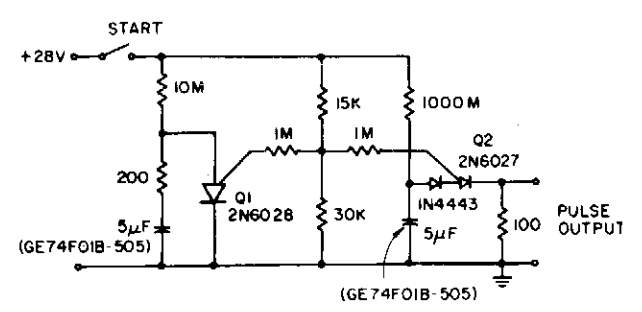 START
+28V
10M
15K
1000M
1M
1M
Q2
2N6027
200
Q1
2N6028
1N4443
5µF
(GE74F01B-505)
30K
5µF
100
PULSE
OUTPUT
(GE74F01B-505)